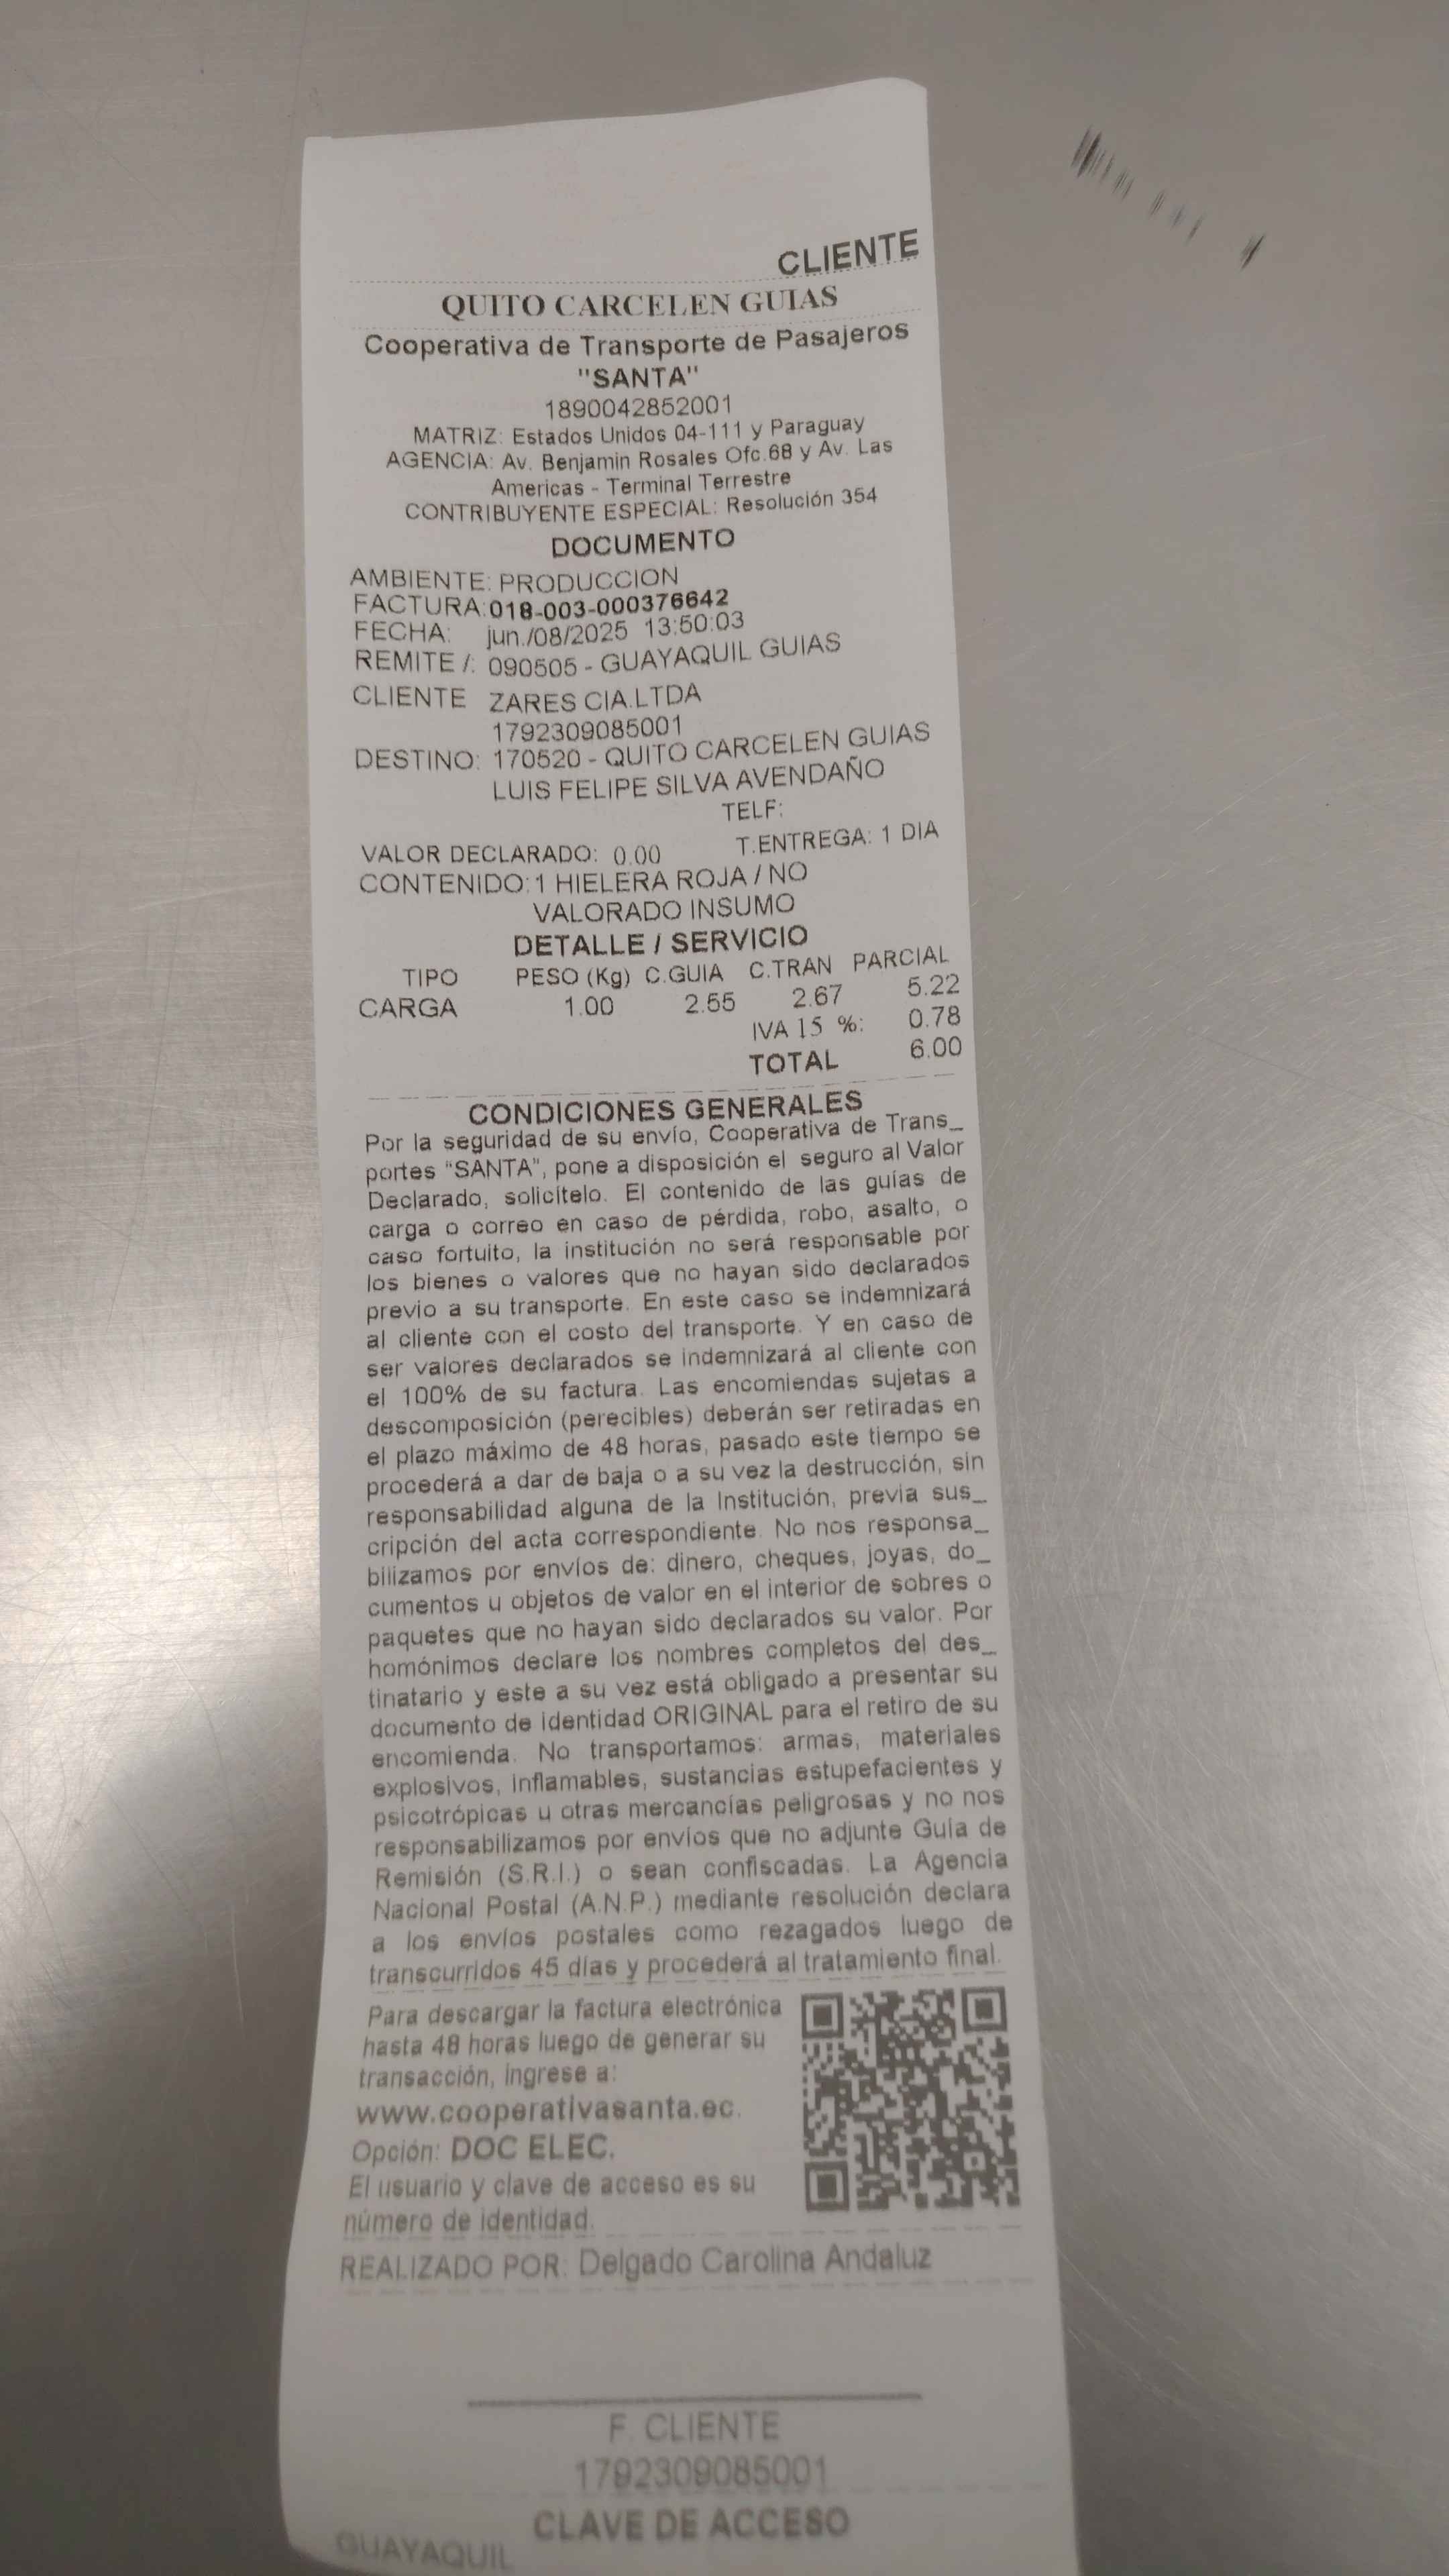 CLIENTE
QUITO CARCELEN GUIAS
Cooperativa de Transporte de Pasajeros
"SANTA"
1890042852001
MATRIZ: Estados Unidos 04-111 y Paraguay
AGENCIA: Av. Benjamin Rosales Ofc.68 y Av. Las
Americas - Terminal Terrestre
CONTRIBUYENTE ESPECIAL: Resolución 354
DOCUMENTO
AMBIENTE: PRODUCCION
FACTURA:018-003-000376642
FECHA: jun./08/2025 13:50:03
REMITE /: 090505 - GUAYAQUIL GUIAS
CLIENTE ZARES CIA.LTDA
1792309085001
DESTINO: 170520 - QUITO CARCELEN GUIAS
LUIS FELIPE SILVA AVENDAÑO
TELF:
VALOR DECLARADO: 0.00 T.ENTREGA: 1 DIA
CONTENIDO:1 HIELERA ROJA / NO
VALORADO INSUMO
DETALLE / SERVICIO
TIPO PESO (Kg) C.GUIA C.TRAN PARCIAL
CARGA 1.00 2.55 2.67 5.22
IVA 15 %: 0.78
TOTAL 6.00
CONDICIONES GENERALES
Por la seguridad de su envío, Cooperativa de Trans_
portes "SANTA", pone a disposición el seguro al Valor
Declarado, solicítelo. El contenido de las guías de
carga o correo en caso de pérdida, robo, asalto, o
caso fortuito, la institución no será responsable por
los bienes o valores que no hayan sido declarados
previo a su transporte. En este caso se indemnizará
al cliente con el costo del transporte. Y en caso de
ser valores declarados se indemnizará al cliente con
el 100% de su factura. Las encomiendas sujetas a
descomposición (perecibles) deberán ser retiradas en
el plazo máximo de 48 horas, pasado este tiempo se
procederá a dar de baja o a su vez la destrucción, sin
responsabilidad alguna de la Institución, previa sus_
cripción del acta correspondiente. No nos responsa_
bilizamos por envíos de: dinero, cheques, joyas, do_
cumentos u objetos de valor en el interior de sobres o
paquetes que no hayan sido declarados su valor. Por
homónimos declare los nombres completos del des_
tinatario y este a su vez está obligado a presentar su
documento de identidad ORIGINAL para el retiro de su
encomienda. No transportamos: armas, materiales
explosivos, inflamables, sustancias estupefacientes y
psicotrópicas u otras mercancías peligrosas y no nos
responsabilizamos por envíos que no adjunte Guía de
Remisión (S.R.I.) o sean confiscadas. La Agencia
Nacional Postal (A.N.P.) mediante resolución declara
a los envíos postales como rezagados luego de
transcurridos 45 días y procederá al tratamiento final.
Para descargar la factura electrónica
hasta 48 horas luego de generar su
transacción, ingrese a:
www.cooperativasanta.ec.
Opción: DOC ELEC.
El usuario y clave de acceso es su
número de identidad.
REALIZADO POR: Delgado Carolina Andaluz
F. CLIENTE
1792309085001
CLAVE DE ACCESO
GUAYAQUIL